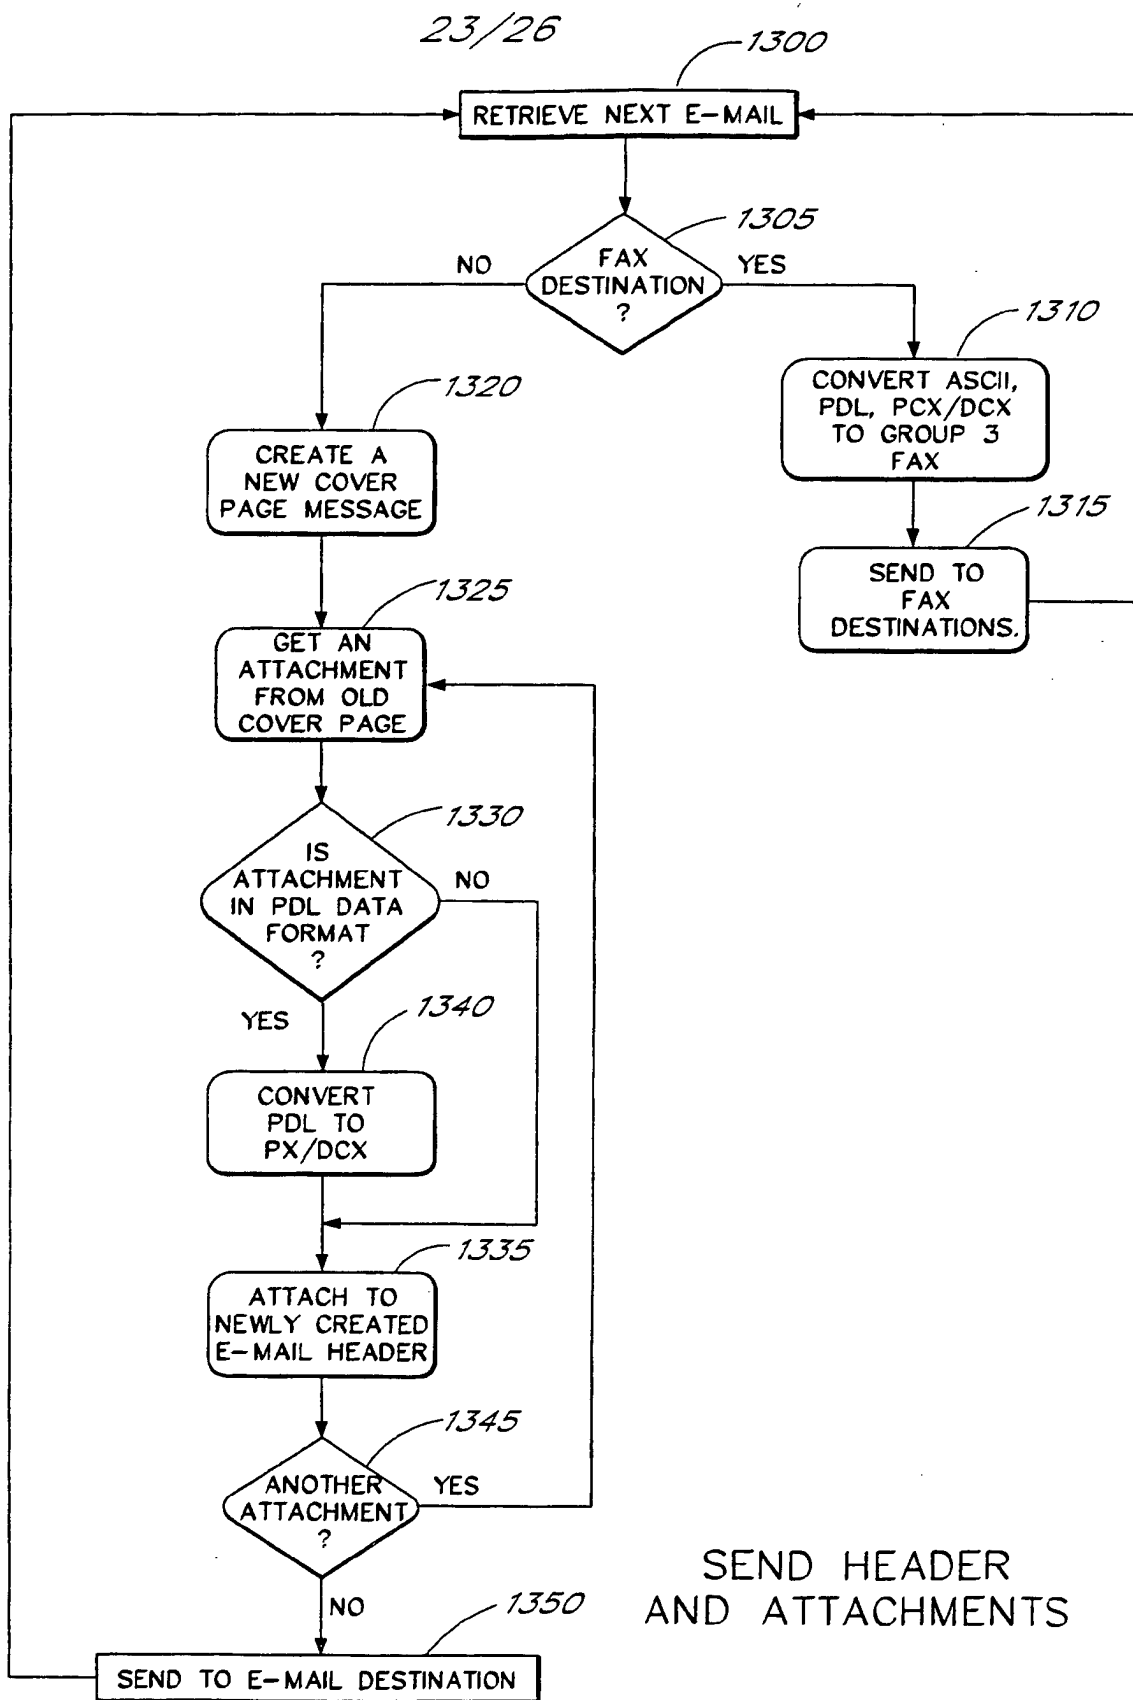 23/26
1300
RETRIEVE NEXT E-MAIL
1305
FAX
DESTINATION
?
NO
YES
1310
CONVERT ASCII,
PDL, PCX/DCX
TO GROUP 3
FAX
1315
SEND TO
FAX
DESTINATIONS.
1320
CREATE A
NEW COVER
PAGE MESSAGE
1325
GET AN
ATTACHMENT
FROM OLD
COVER PAGE
1330
IS
ATTACHMENT
IN PDL DATA
FORMAT
?
NO
YES
1340
CONVERT
PDL TO
PX/DCX
1335
ATTACH TO
NEWLY CREATED
E-MAIL HEADER
1345
ANOTHER
ATTACHMENT
?
YES
NO
1350
SEND TO E-MAIL DESTINATION
SEND HEADER
AND ATTACHMENTS